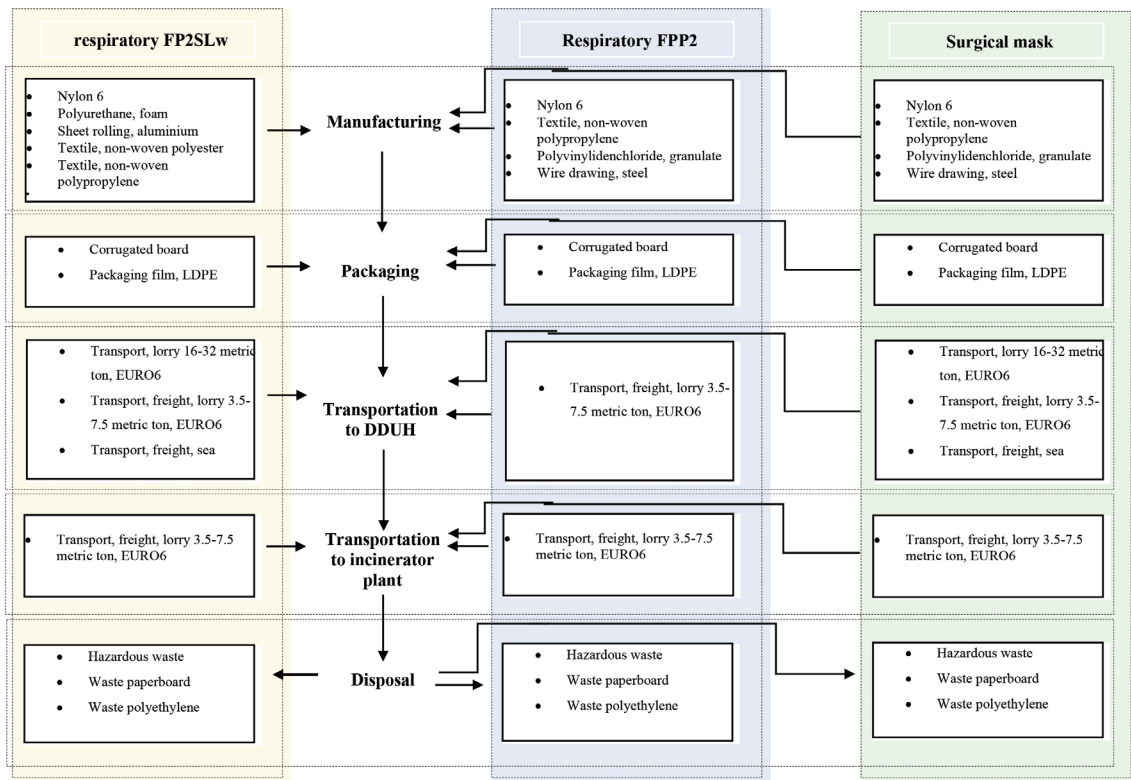 respiratory FP2SLw
Respiratory FPP2
Surgical mask
Nylon 6
Polyurethane, foam
Sheet rolling, aluminium
Textile, non-woven polyester
Textile, non-woven
polypropylene
Manufacturing
Nylon 6
Textile, non-woven
polypropylene
Polyvinylidenchloride, granulate
Wire drawing, steel
Nylon 6
Textile, non-woven
polypropylene
Polyvinylidenchloride, granulate
Wire drawing, steel
Corrugated board
Packaging film, LDPE
Packaging
Corrugated board
Packaging film, LDPE
Corrugated board
Packaging film, LDPE
Transport, lorry 16-32 metric
ton, EURO6
Transport, freight, lorry 3.5-
7.5 metric ton, EURO6
Transport, freight, sea
Transportation
to DDUH
Transport, freight, lorry 3.5-
7.5 metric ton, EURO6
Transport, lorry 16-32 metric
ton, EURO6
Transport, freight, lorry 3.5-
7.5 metric ton, EURO6
Transport, freight, sea
Transport, freight, lorry 3.5-7.5
metric ton, EURO6
Transportation
to incinerator
plant
Transport, freight, lorry 3.5-7.5
metric ton, EURO6
Transport, freight, lorry 3.5-7.5
metric ton, EURO6
Hazardous waste
Waste paperboard
Waste polyethylene
Disposal
Hazardous waste
Waste paperboard
Waste polyethylene
Hazardous waste
Waste paperboard
Waste polyethylene